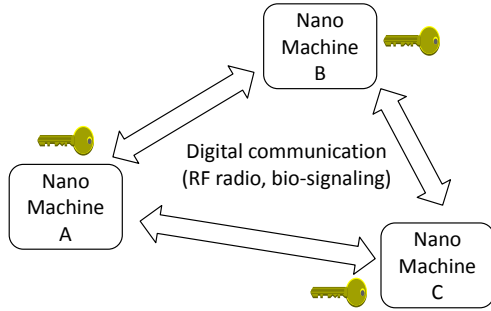 Nano
Machine
B
Digital communication
(RF radio, bio-signaling)
Nano
Machine
A
Nano
Machine
C